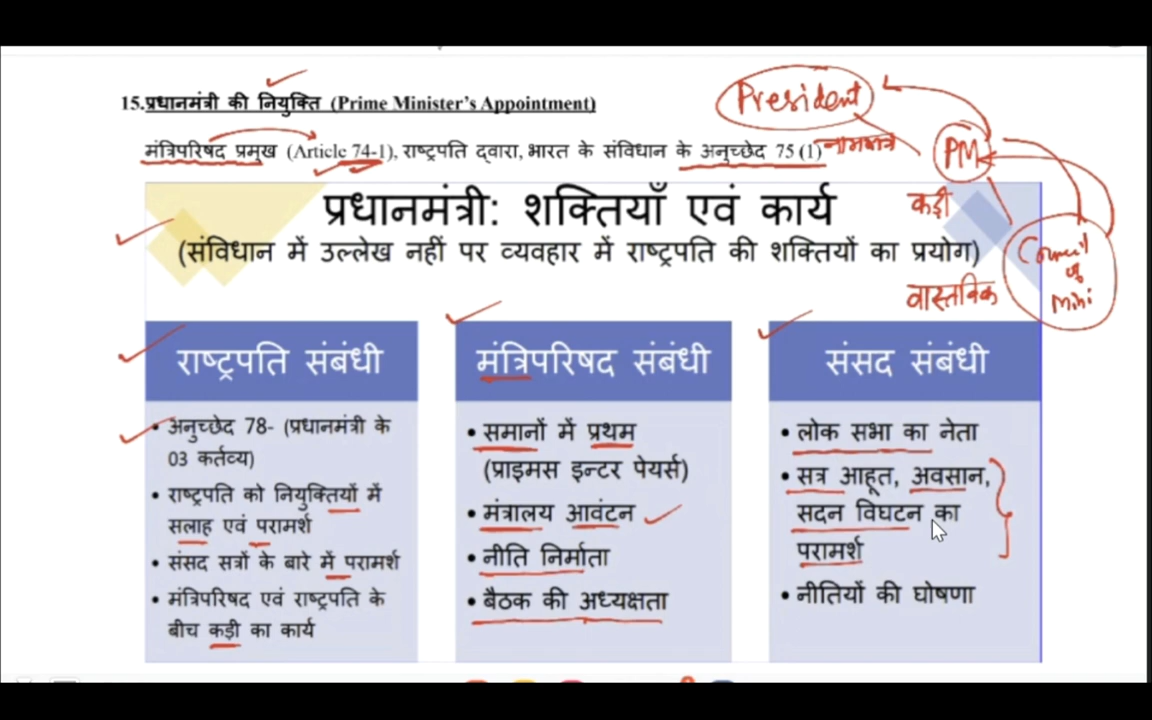 15.प्रधानमंत्री की नियुक्ति (Prime Minister's Appointment)
President
मंत्रिपरिषद प्रमुख (Article 74-1), राष्ट्रपति द्वारा, भारत के संविधान के अनुच्छेद 75 (1)
नाममात्र
PM
प्रधानमंत्री: शक्तियाँ एवं कार्य
कड़ी
(संविधान में उल्लेख नहीं पर व्यवहार में राष्ट्रपति की शक्तियों का प्रयोग)
Council
of
Mini
वास्तविक
राष्ट्रपति संबंधी
• अनुच्छेद 78- (प्रधानमंत्री के
03 कर्तव्य)
• राष्ट्रपति को नियुक्तियों में
सलाह एवं परामर्श
• संसद सत्रों के बारे में परामर्श
• मंत्रिपरिषद एवं राष्ट्रपति के
बीच कड़ी का कार्य
मंत्रिपरिषद संबंधी
• समानों में प्रथम
(प्राइमस इन्टर पेयर्स)
• मंत्रालय आवंटन
• नीति निर्माता
• बैठक की अध्यक्षता
संसद संबंधी
• लोक सभा का नेता
• सत्र आहूत, अवसान,
सदन विघटन का
परामर्श
• नीतियों की घोषणा